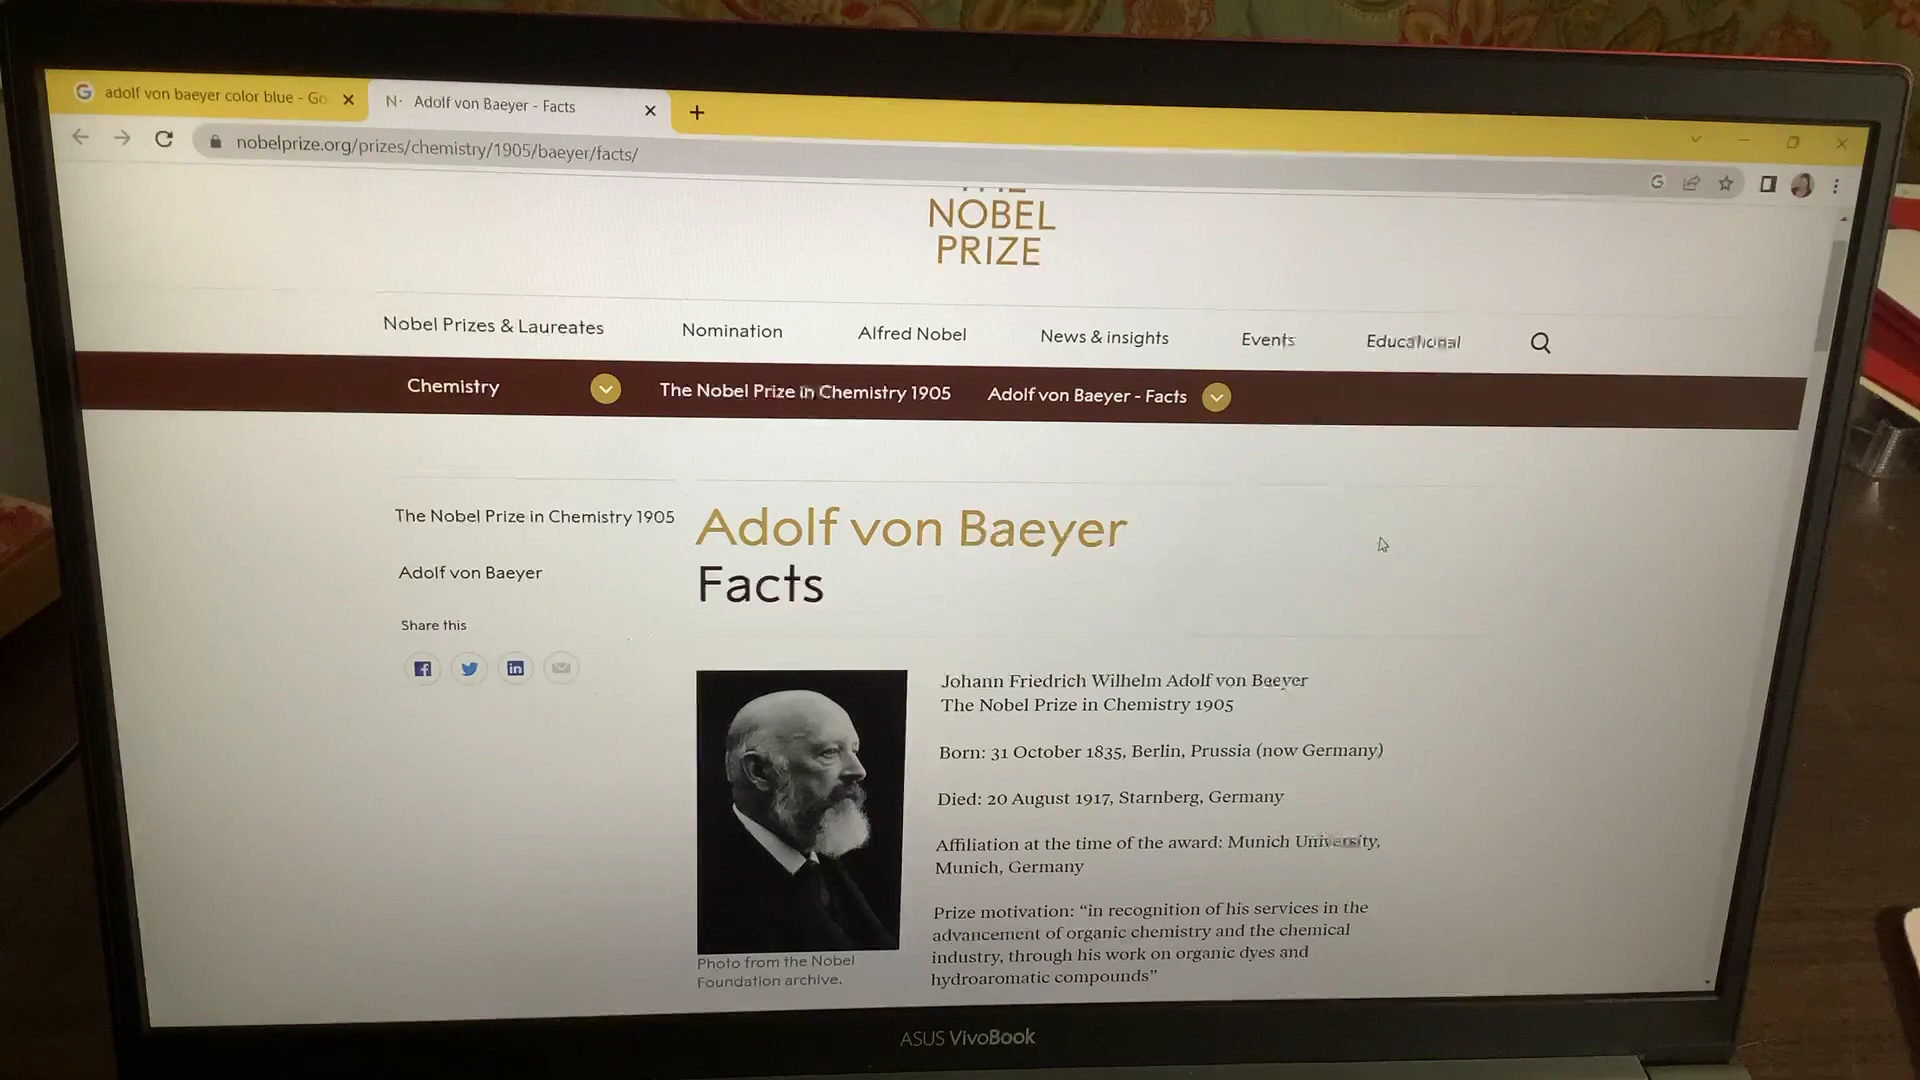 adolf von baeyer color blue - Go
N· Adolf von Baeyer - Facts
nobelprize.org/prizes/chemistry/1905/baeyer/facts/
NOBEL
PRIZE
Nobel Prizes & Laureates
Nomination
Alfred Nobel
News & insights
Events
Educational
Chemistry
The Nobel Prize in Chemistry 1905
Adolf von Baeyer - Facts
The Nobel Prize in Chemistry 1905
Adolf von Baeyer
Share this
Adolf von Baeyer
Facts
Johann Friedrich Wilhelm Adolf von Baeyer
The Nobel Prize in Chemistry 1905
Born: 31 October 1835, Berlin, Prussia (now Germany)
Died: 20 August 1917, Starnberg, Germany
Affiliation at the time of the award: Munich University,
Munich, Germany
Prize motivation: “in recognition of his services in the
advancement of organic chemistry and the chemical
industry, through his work on organic dyes and
hydroaromatic compounds”
Photo from the Nobel
Foundation archive.
ASUS VivoBook